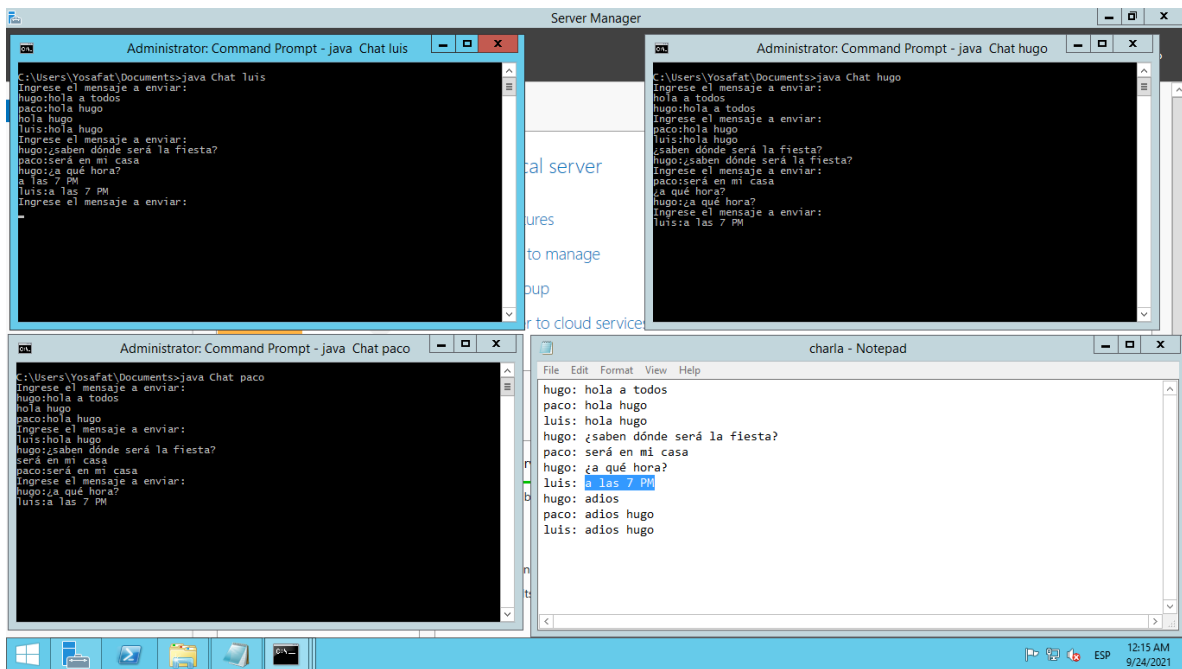 Server Manager
Administrator: Command Prompt - java Chat luis
C:\Users\Yosafat\Documents>java Chat luis
Ingrese el mensaje a enviar:
hugo:hola a todos
paco:hola hugo
hola hugo
luis:hola hugo
Ingrese el mensaje a enviar:
hugo:¿saben dónde será la fiesta?
paco:será en mi casa
hugo:¿a qué hora?
a las 7 PM
luis:a las 7 PM
Ingrese el mensaje a enviar:
Administrator: Command Prompt - java Chat hugo
C:\Users\Yosafat\Documents>java Chat hugo
Ingrese el mensaje a enviar:
hola a todos
hugo:hola a todos
Ingrese el mensaje a enviar:
paco:hola hugo
luis:hola hugo
¿saben dónde será la fiesta?
hugo:¿saben dónde será la fiesta?
Ingrese el mensaje a enviar:
paco:será en mi casa
¿a qué hora?
hugo:¿a qué hora?
Ingrese el mensaje a enviar:
luis:a las 7 PM
cal server
ures
to manage
oup
r to cloud services
Administrator: Command Prompt - java Chat paco
C:\Users\Yosafat\Documents>java Chat paco
Ingrese el mensaje a enviar:
hugo:hola a todos
hola hugo
paco:hola hugo
Ingrese el mensaje a enviar:
luis:hola hugo
hugo:¿saben dónde será la fiesta?
será en mi casa
paco:será en mi casa
Ingrese el mensaje a enviar:
hugo:¿a qué hora?
luis:a las 7 PM
charla - Notepad
File Edit Format View Help
hugo: hola a todos
paco: hola hugo
luis: hola hugo
hugo: ¿saben dónde será la fiesta?
paco: será en mi casa
hugo: ¿a qué hora?
luis: a las 7 PM
hugo: adios
paco: adios hugo
luis: adios hugo
ESP
12:15 AM
9/24/2021